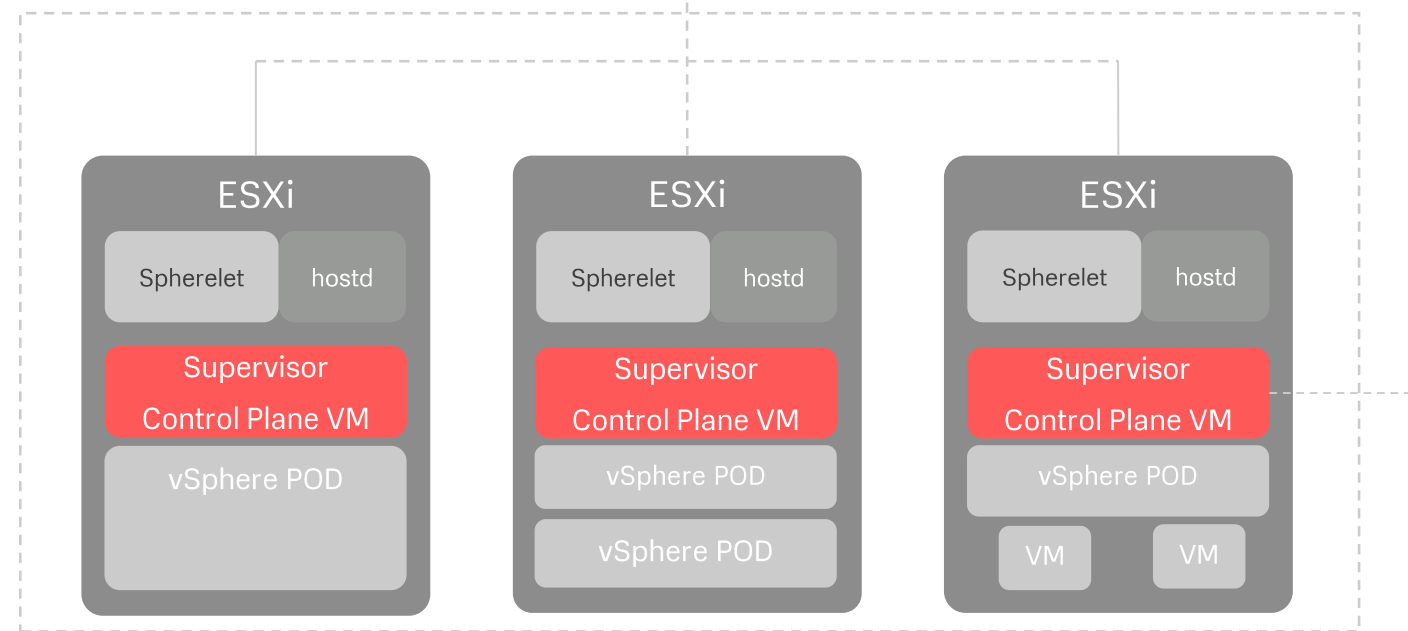 ESXi
Spherelet
hostd
Supervisor
Control Plane VM
vSphere POD
ESXi
Spherelet
hostd
Supervisor
Control Plane VM
vSphere POD
vSphere POD
ESXi
Spherelet
hostd
Supervisor
Control Plane VM
vSphere POD
VM
VM